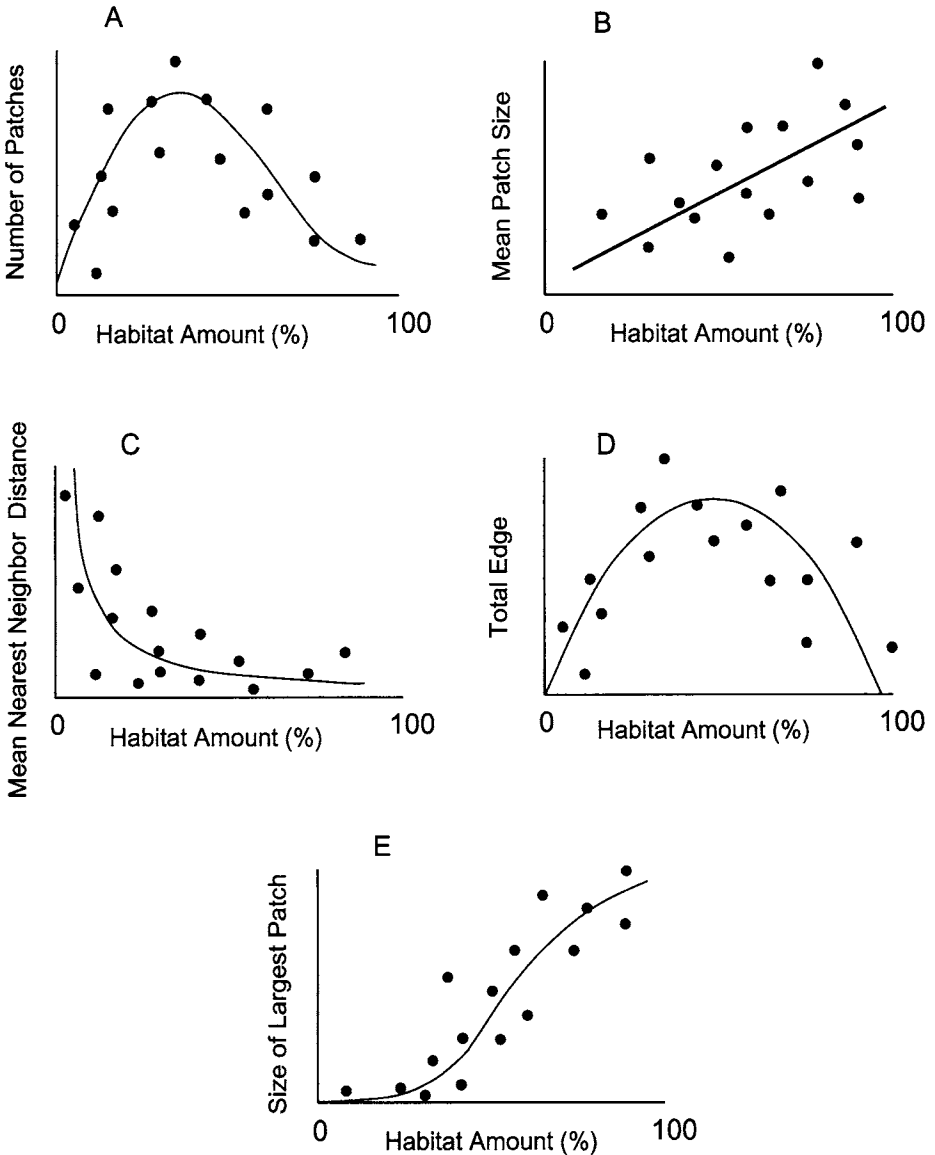 A
Number of Patches
0
100
Habitat Amount (%)
B
Mean Patch Size
0
100
Habitat Amount (%)
C
Mean Nearest Neighbor Distance
0
100
Habitat Amount (%)
D
Total Edge
0
100
Habitat Amount (%)
E
Size of Largest Patch
0
100
Habitat Amount (%)